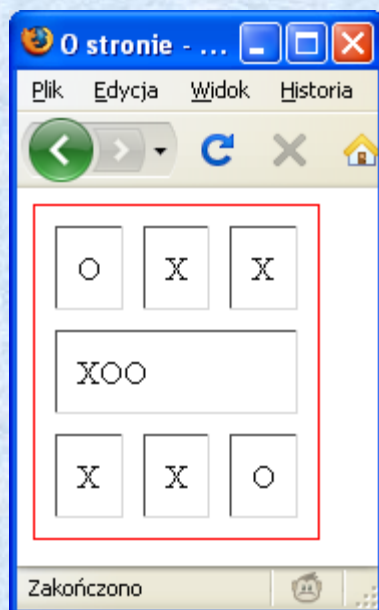 O stronie - ...
Plik Edycja Widok Historia
O X X
XOO
X X O
Zakończono